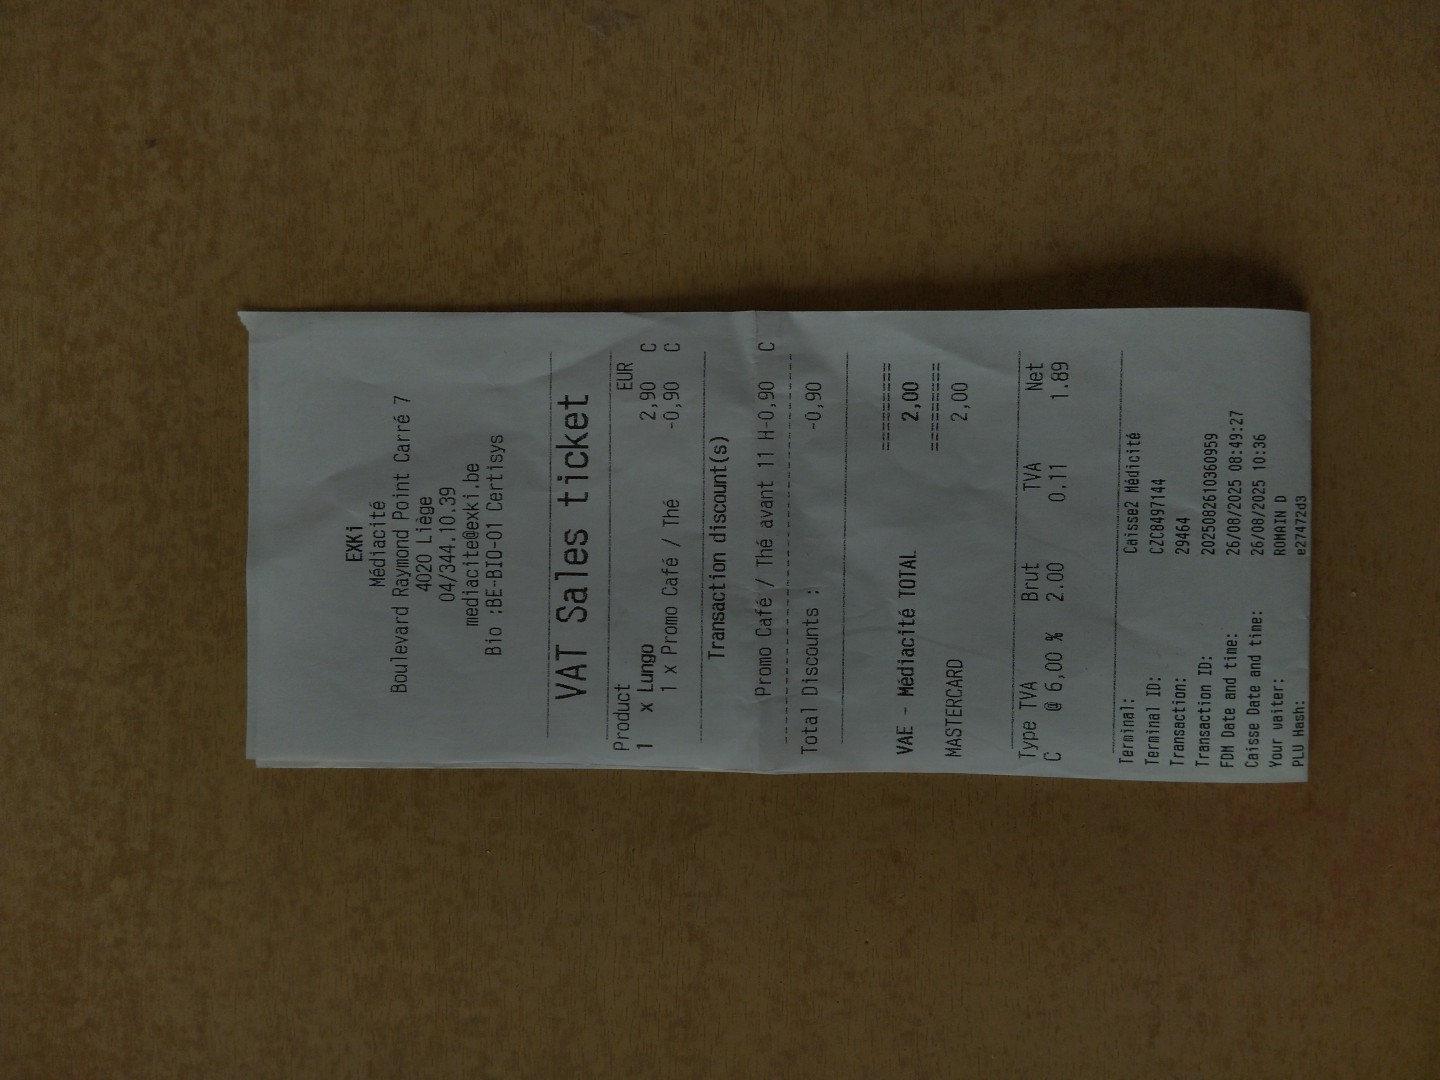 EXKi
Médiacité
Boulevard Raymond Point Carré 7
4020 Liège
04/344.10.39
mediacite@exki.be
Bio :BE-BIO-01 Certisys
VAT Sales ticket
Product EUR
1 x Lungo 2,90 C
1 x Promo Café / Thé -0,90 C
Transaction discount(s)
Promo Café / Thé avant 11 H-0,90 C
Total Discounts : -0,90
=========
VAE - Médiacité TOTAL 2,00
=========
MASTERCARD 2,00
Type TVA Brut TVA Net
C @ 6,00 % 2.00 0.11 1.89
Terminal: Caisse2 Médicité
Terminal ID: CZC8497144
Transaction: 29464
Transaction ID: 2025082610360959
FDM Date and time: 26/08/2025 08:49:27
Caisse Date and time: 26/08/2025 10:36
Your waiter: ROMAIN D
PLU Hash: e27472d3